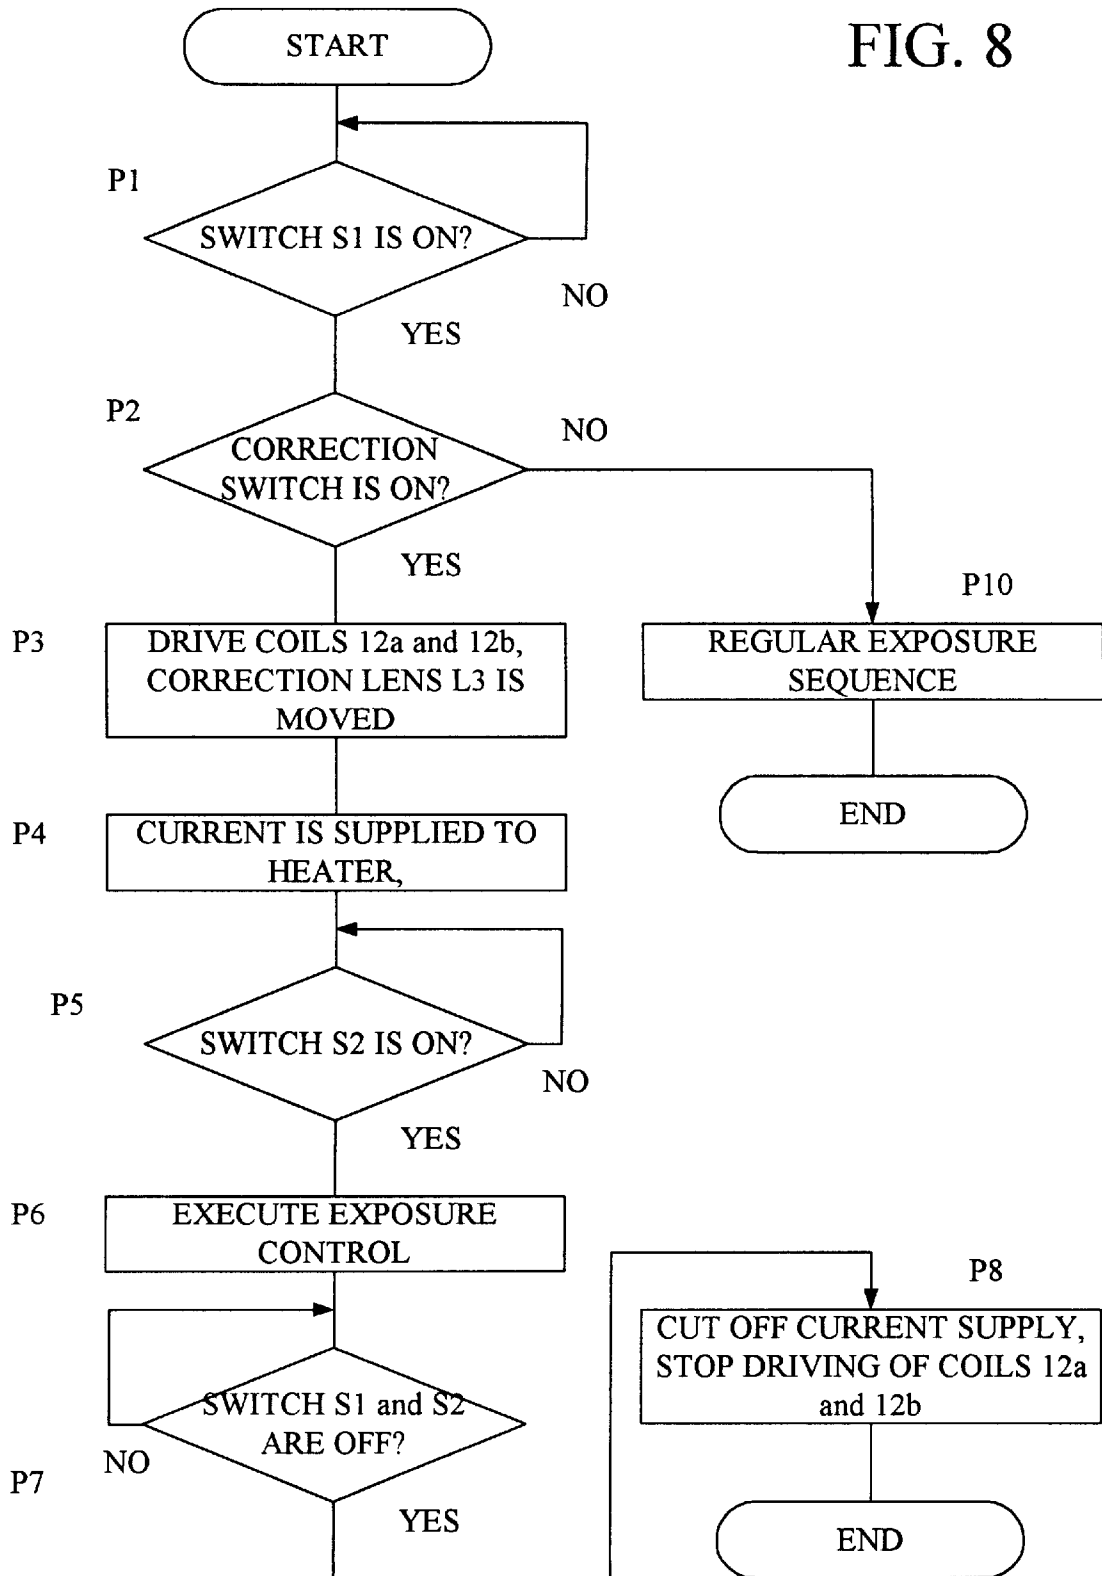 FIG. 8
START
P1
SWITCH S1 IS ON?
NO
YES
P2
CORRECTION
SWITCH IS ON?
NO
YES
P10
P3
DRIVE COILS 12a and 12b,
CORRECTION LENS L3 IS
MOVED
REGULAR EXPOSURE
SEQUENCE
P4
CURRENT IS SUPPLIED TO
HEATER,
END
P5
SWITCH S2 IS ON?
NO
YES
P6
EXECUTE EXPOSURE
CONTROL
P8
CUT OFF CURRENT SUPPLY,
STOP DRIVING OF COILS 12a
and 12b
SWITCH S1 and S2
ARE OFF?
NO
P7
YES
END